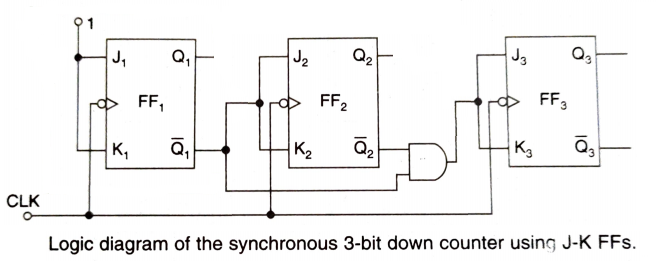 1
J₁ Q₁ J₂ Q₂ J₃ Q₃
FF₁ FF₂ FF₃
K₁ Q̅₁ K₂ Q̅₂ K₃ Q̅₃
CLK
Logic diagram of the synchronous 3-bit down counter using J-K FFs.